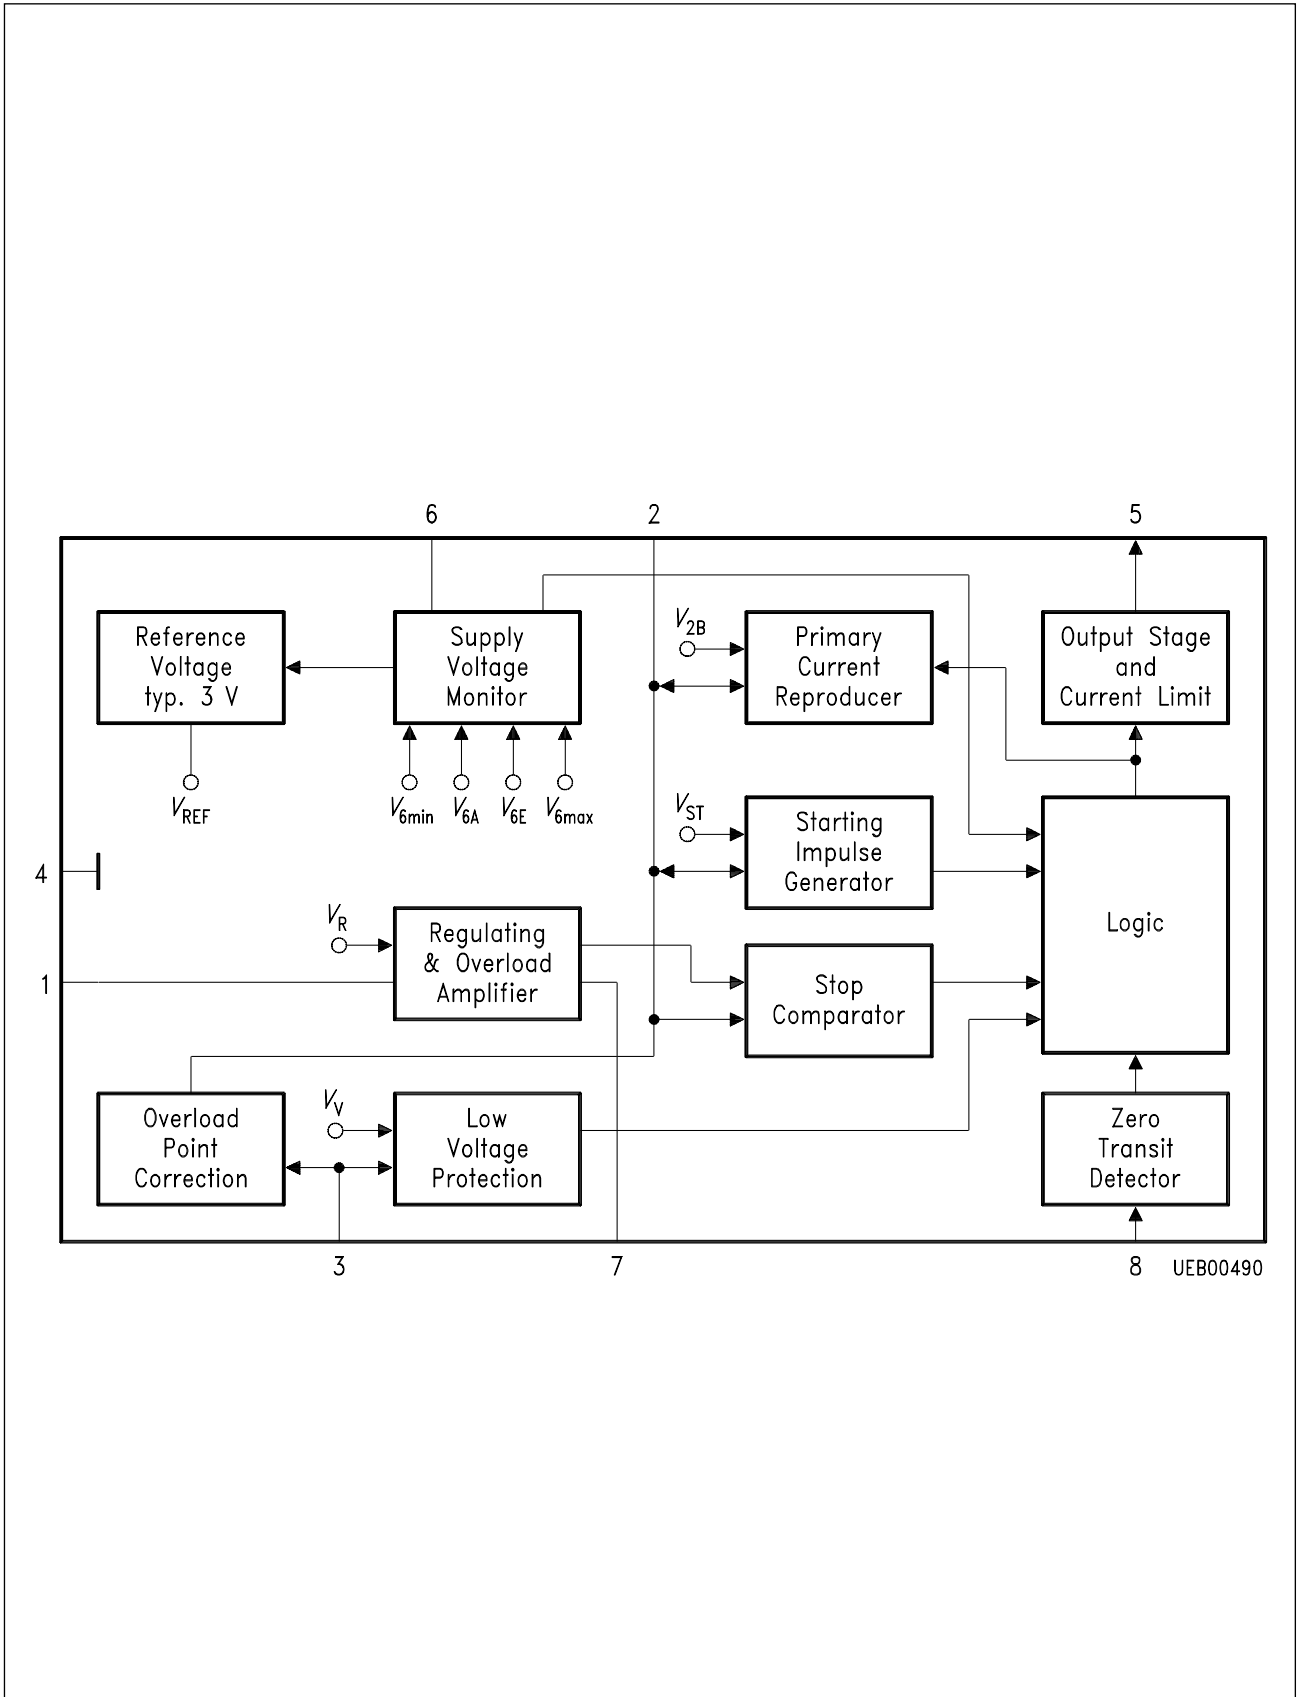 6
2
5
Reference
Voltage
typ. 3 V
Supply
Voltage
Monitor
V2B
Primary
Current
Reproducer
Output Stage
and
Current Limit
VREF
V6min
V6A
V6E
V6max
VST
Starting
Impulse
Generator
Logic
4
VR
Regulating
& Overload
Amplifier
1
Stop
Comparator
Overload
Point
Correction
VV
Low
Voltage
Protection
Zero
Transit
Detector
3
7
8
UEB00490